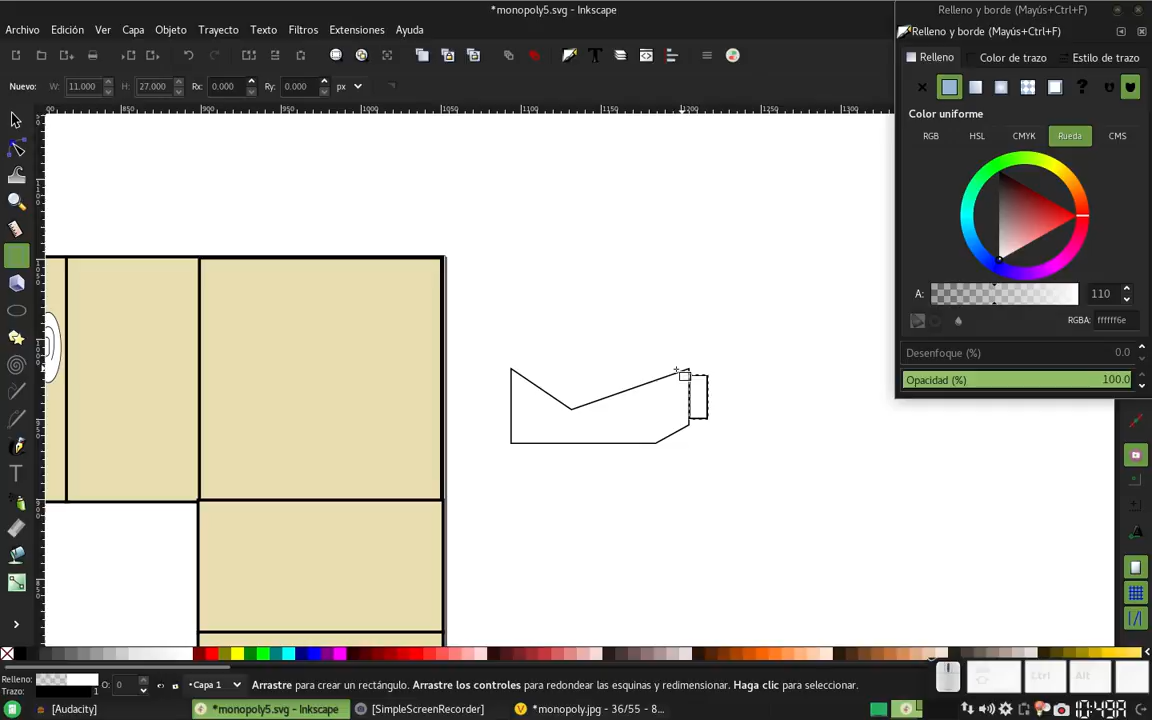 *monopoly5.svg - Inkscape
Relleno y borde (Mayús+Ctrl+F)
Archivo Edición Ver Capa Objeto Trayecto Texto Filtros Extensiones Ayuda
Relleno y borde (Mayús+Ctrl+F)
Relleno Color de trazo Estilo de trazo
Nuevo: W: 11.000 H: 27.000 Rx: 0.000 Ry: 0.000 px
Color uniforme
RGB HSL CMYK Rueda CMS
A: 110
RGBA: ffffff6e
Desenfoque (%) 0.0
Opacidad (%) 100.0
Relleno:
Trazo: 1
O: 0
•Capa 1
Arrastre para crear un rectángulo. Arrastre los controles para redondear las esquinas y redimensionar. Haga clic para seleccionar.
Ctrl Alt
[Audacity] *monopoly5.svg - Inkscape [SimpleScreenRecorder] *monopoly.jpg - 36/55 - 8...